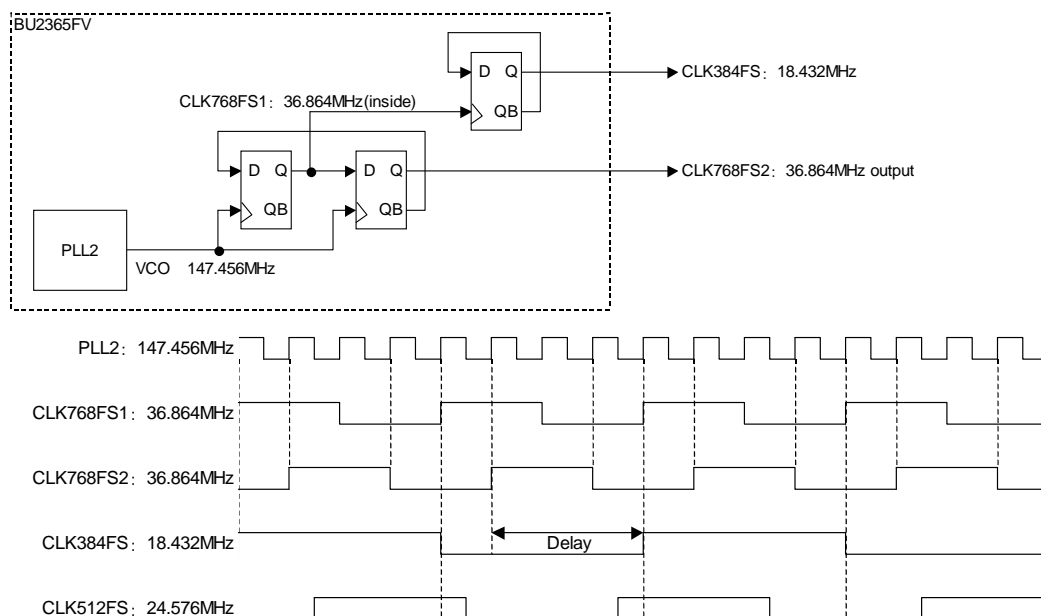 BU2365FV
D Q
QB
CLK384FS： 18.432MHz
CLK768FS1： 36.864MHz(inside)
D Q
QB
D Q
QB
CLK768FS2： 36.864MHz output
PLL2
VCO 147.456MHz
PLL2： 147.456MHz
CLK768FS1： 36.864MHz
CLK768FS2： 36.864MHz
CLK384FS： 18.432MHz
Delay
CLK512FS： 24.576MHz